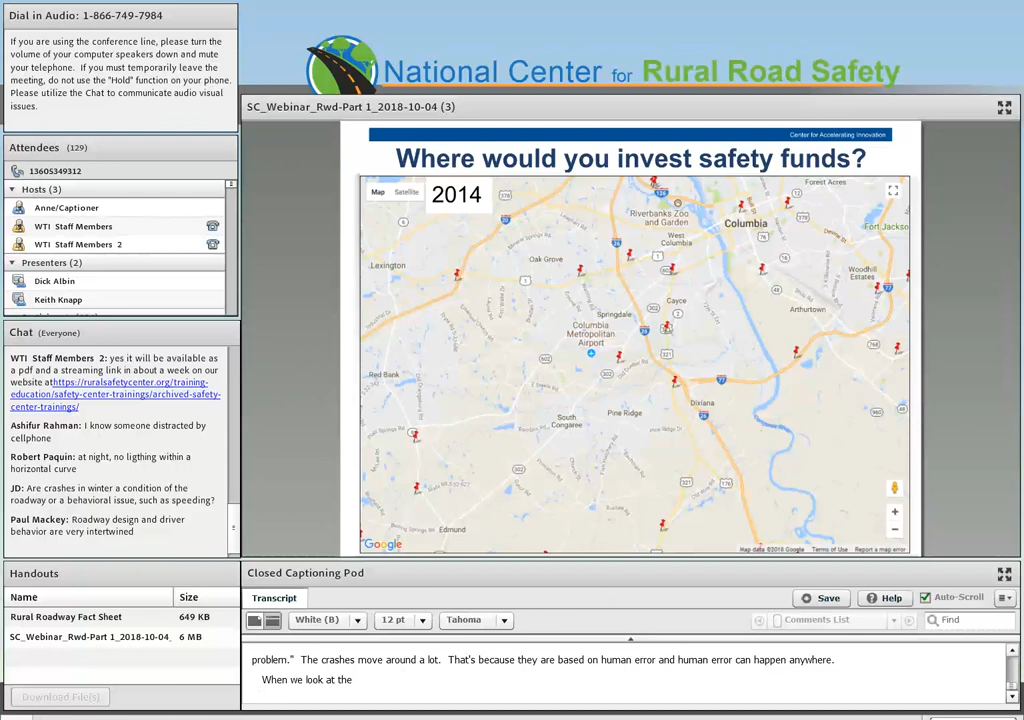 Dial in Audio: 1-866-749-7984
If you are using the conference line, please turn the
volume of your computer speakers down and mute
your telephone. If you must temporarily leave the
meeting, do not use the "Hold" function on your phone.
Please utilize the Chat to communicate audio visual
issues.
National Center for Rural Road Safety
Attendees (129)
13605349312
Hosts (3)
Anne/Captioner
WTI Staff Members
WTI Staff Members 2
Presenters (2)
Dick Albin
Keith Knapp
Chat (Everyone)
WTI Staff Members 2: yes it will be available as
a pdf and a streaming link in about a week on our
website athttps://ruralsafetycenter.org/training-
education/safety-center-trainings/archived-safety-
center-trainings/
Ashifur Rahman: I know someone distracted by
cellphone
Robert Paquin: at night, no ligthing within a
horizontal curve
JD: Are crashes in winter a condition of the
roadway or a behavioral issue, such as speeding?
Paul Mackey: Roadway design and driver
behavior are very intertwined
Handouts
Name Size
Rural Roadway Fact Sheet 649 KB
SC_Webinar_Rwd-Part 1_2018-10-04_ 6 MB
Download File(s)
SC_Webinar_Rwd-Part 1_2018-10-04 (3)
Center for Accelerating Innovation
Where would you invest safety funds?
Map Satellite
2014
Forest Acres
Riverbanks Zoo
and Garden
Columbia
Fort Jackso
West
Columbia
Lexington
Oak Grove
Woodhill
Estates
Cayce
Springdale
Arthurtown
Columbia
Metropolitan
Airport
Red Bank
Dixiana
South
Congaree
Pine Ridge
Edmund
Google
Map data ©2016 Google Terms of Use Report a map error
Closed Captioning Pod
Transcript
Save
Help
Auto-Scroll
White (B)
12 pt
Tahoma
Comments List
Find
problem." The crashes move around a lot. That's because they are based on human error and human error can happen anywhere.
When we look at the